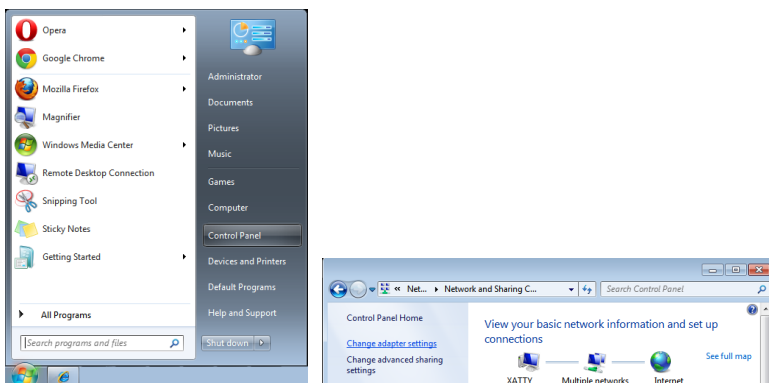 Opera
Google Chrome
Mozilla Firefox
Magnifier
Windows Media Center
Remote Desktop Connection
Snipping Tool
Sticky Notes
Getting Started
All Programs
Search programs and files
Administrator
Documents
Pictures
Music
Games
Computer
Control Panel
Devices and Printers
Default Programs
Help and Support
Shut down
« Net... Network and Sharing C...
Search Control Panel
Control Panel Home
Change adapter settings
Change advanced sharing
settings
View your basic network information and set up
connections
See full map
XATTY Multiple networks Internet